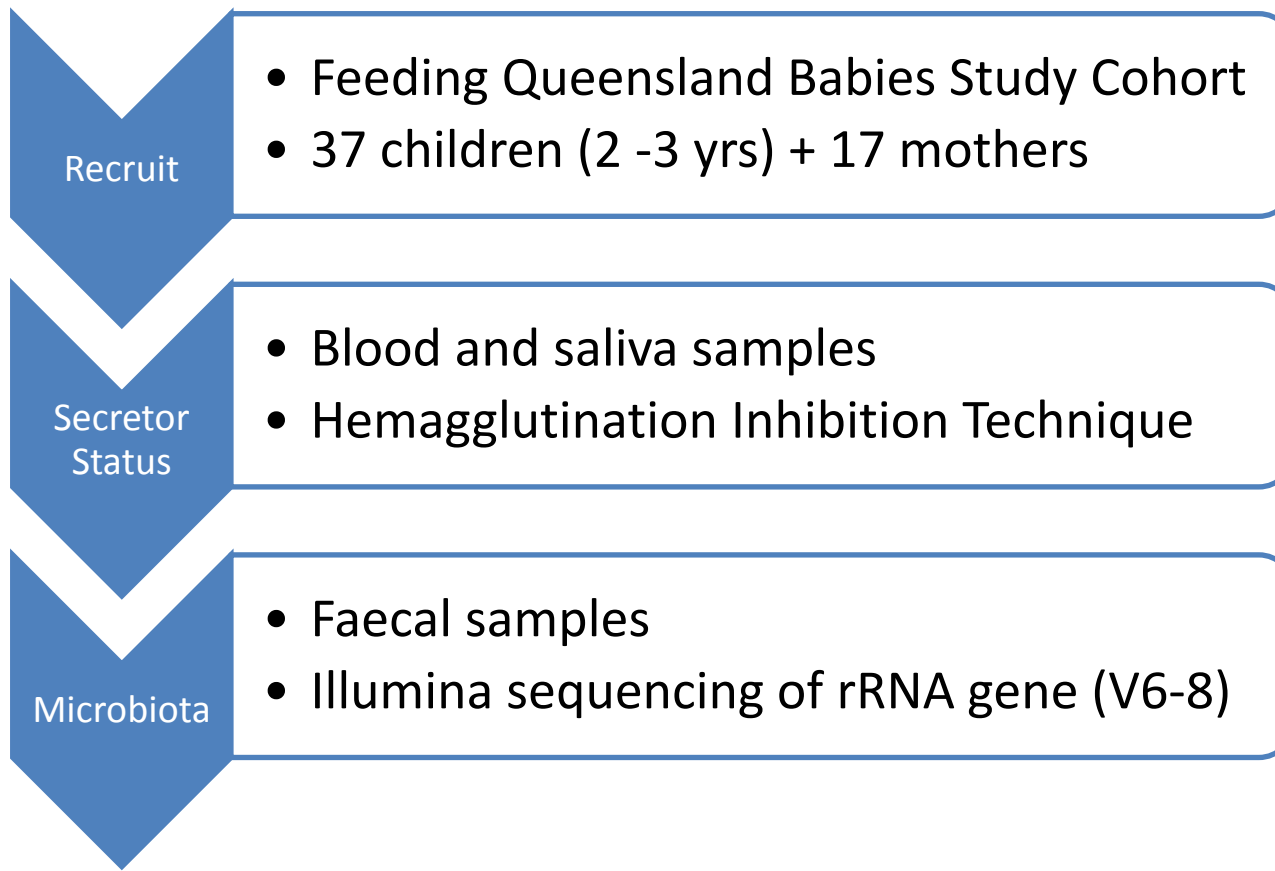 Recruit
• Feeding Queensland Babies Study Cohort
• 37 children (2 -3 yrs) + 17 mothers
Secretor
Status
• Blood and saliva samples
• Hemagglutination Inhibition Technique
Microbiota
• Faecal samples
• Illumina sequencing of rRNA gene (V6-8)